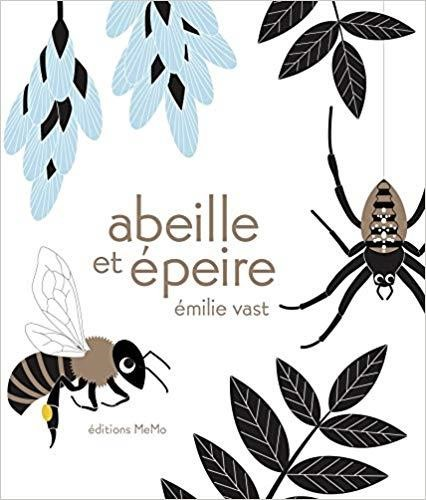 abeille
et épeire
émilie vast
éditions MeMo